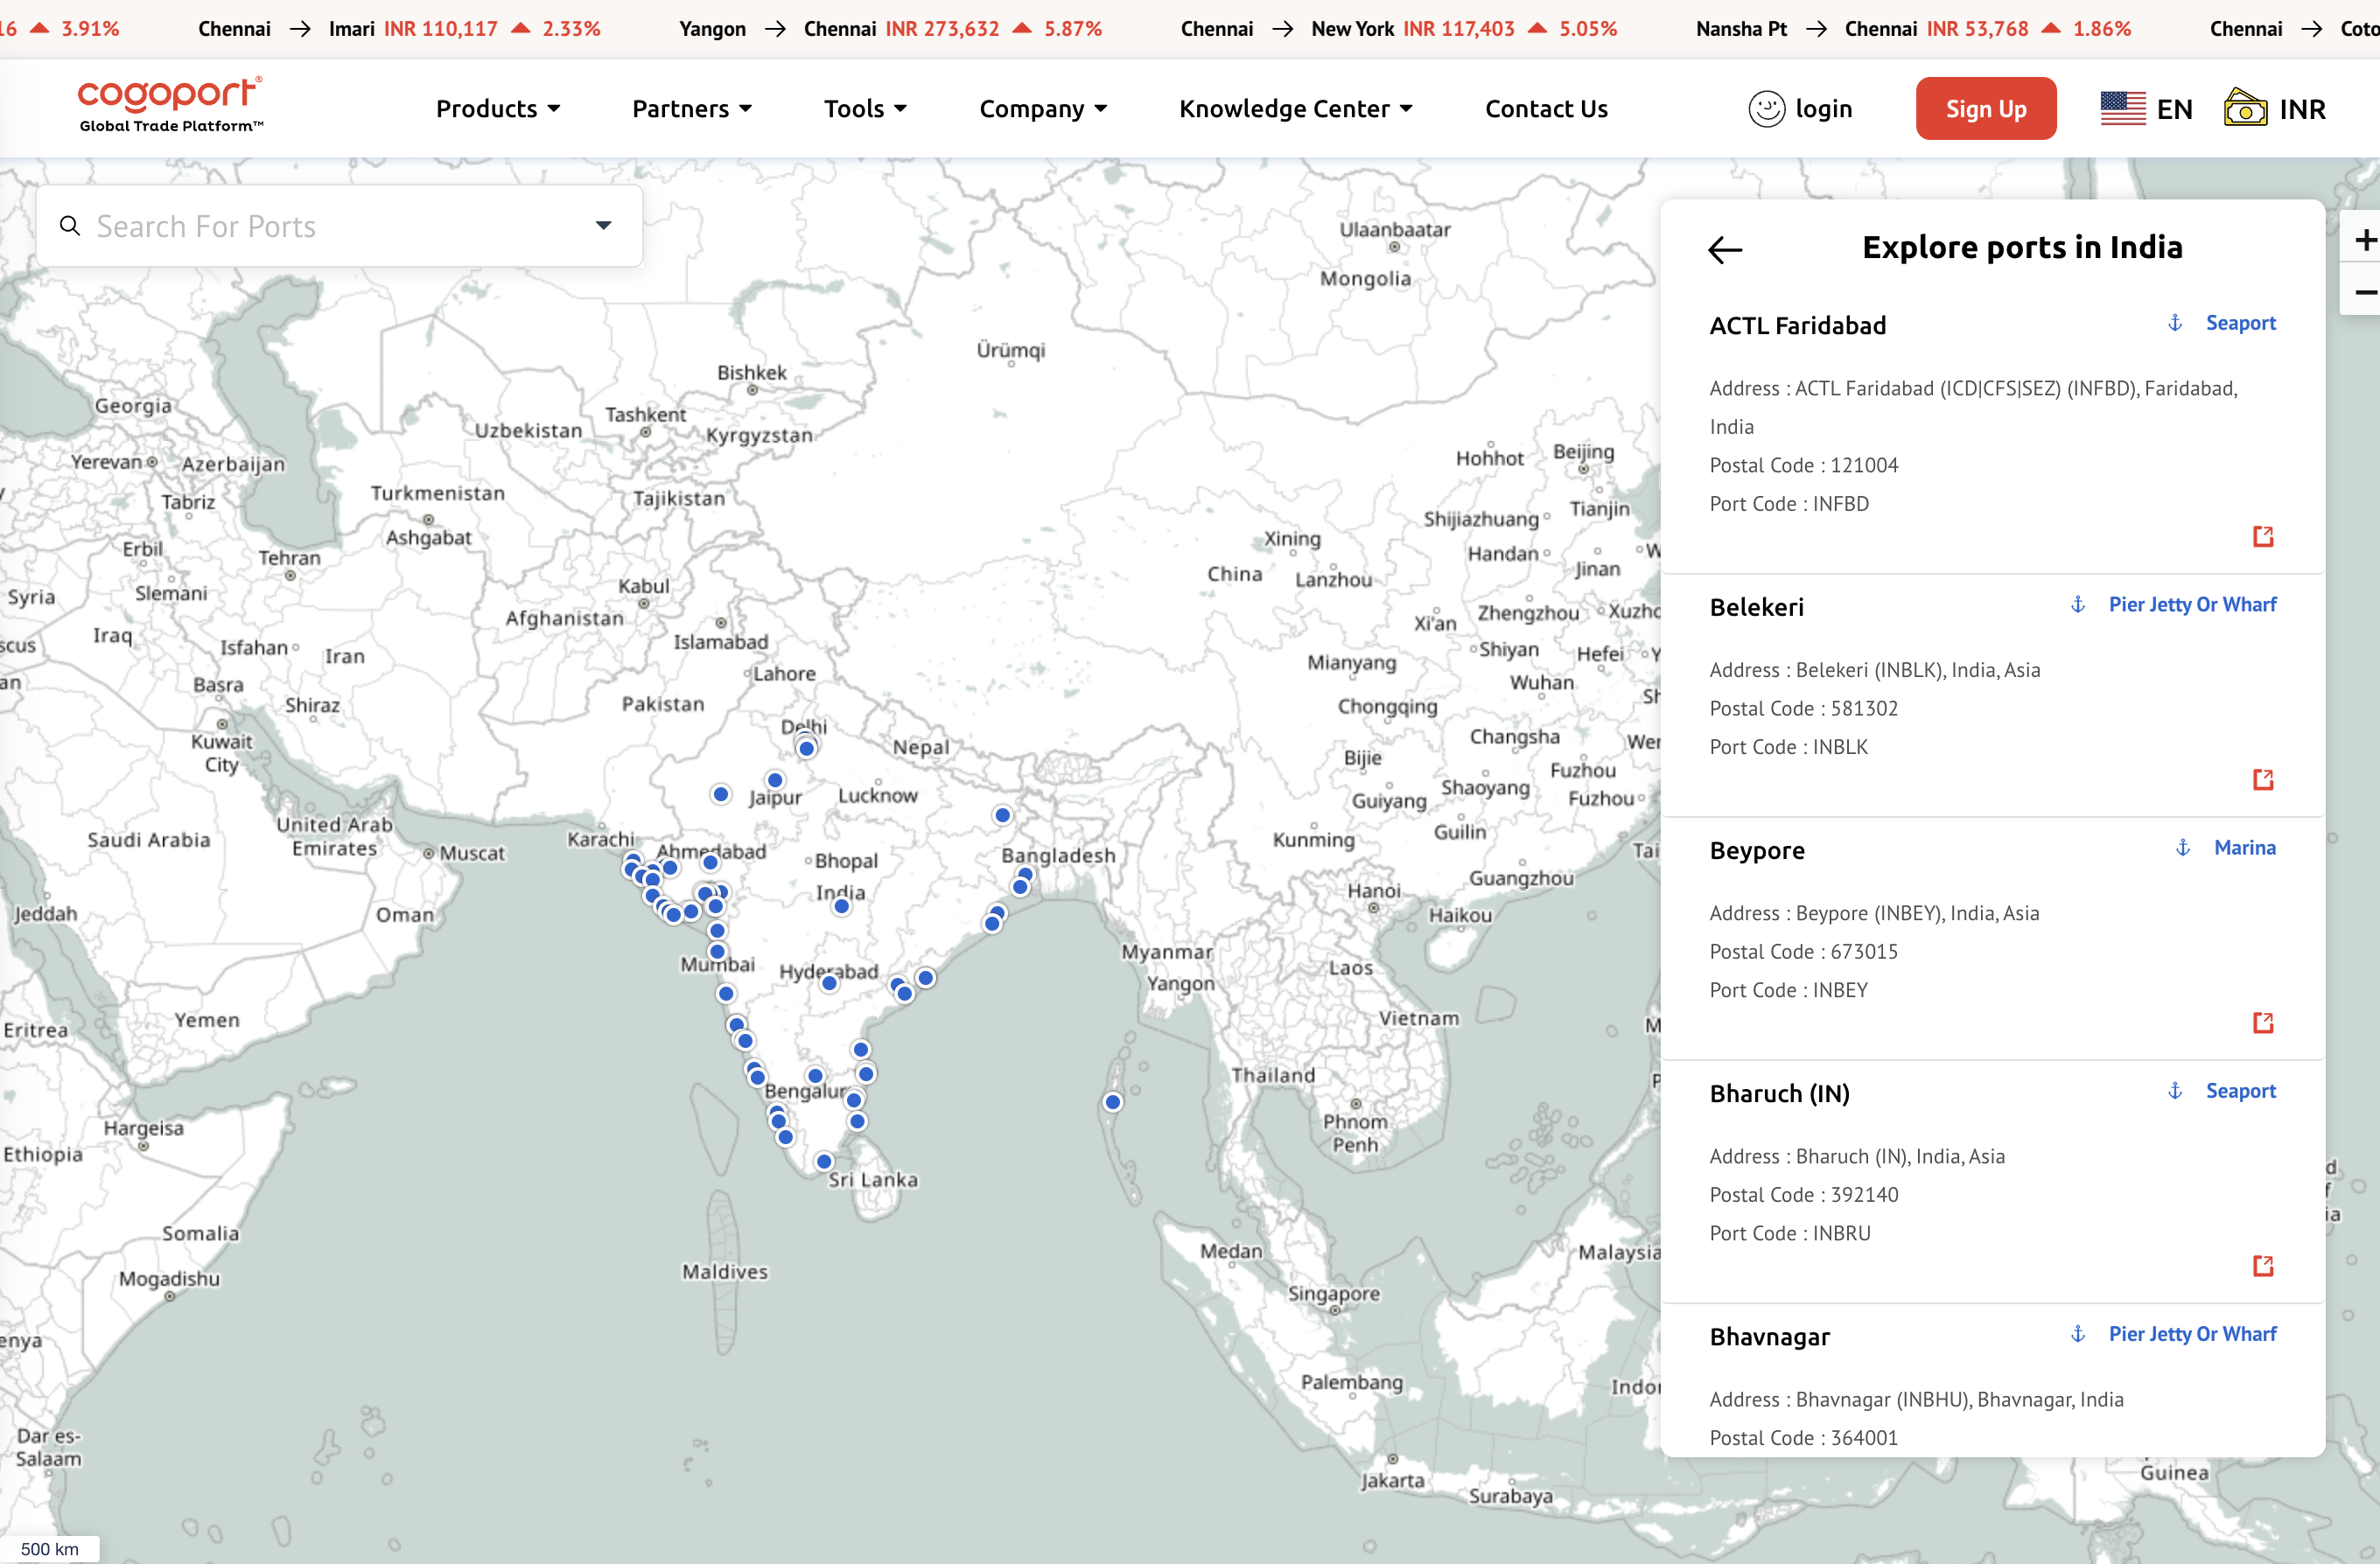 16 3.91% Chennai → Imari INR 110,117 2.33% Yangon → Chennai INR 273,632 5.87% Chennai → New York INR 117,403 5.05% Nansha Pt → Chennai INR 53,768 1.86% Chennai → Coto
cogoport®
Global Trade Platform™
Products
Partners
Tools
Company
Knowledge Center
Contact Us
login
Sign Up
EN
INR
Search For Ports
Ulaanbaatar
Mongolia
Ürümqi
Bishkek
Georgia
Tashkent
Uzbekistan
Kyrgyzstan
Yerevan
Azerbaijan
Hohhot
Beijing
Tabriz
Turkmenistan
Tajikistan
Tianjin
Shijiazhuang
Ashgabat
Erbil
Tehran
Xining
Handan
Jinan
Slemani
Kabul
China
Lanzhou
Syria
Afghanistan
Zhengzhou
Xuzho
Xi'an
Iraq
Isfahan
Iran
Islamabad
Shiyan
Hefei
scus
Lahore
Mianyang
an
Basra
Wuhan
Shiraz
Pakistan
Chongqing
Sh
Delhi
Kuwait
City
Nepal
Changsha
Wen
Bijie
Fuzhou
Jaipur
Lucknow
Guiyang
Shaoyang
Fuzhou
Saudi Arabia
United Arab
Emirates
Karachi
Kunming
Guilin
Muscat
Ahmedabad
Bhopal
Bangladesh
Tai
India
Hanoi
Guangzhou
Jeddah
Oman
Haikou
Mumbai
Hyderabad
Myanmar
Laos
Yangon
Eritrea
Yemen
Vietnam
M
Bengalur
Thailand
P
Hargeisa
Phnom
Penh
Ethiopia
Sri Lanka
Somalia
Medan
Malaysia
Maldives
Mogadishu
Singapore
enya
Palembang
Indon
Dar es-
Salaam
Jakarta
Surabaya
Guinea
500 km
Explore ports in India
ACTL Faridabad
Seaport
Address : ACTL Faridabad (ICD|CFS|SEZ) (INFBD), Faridabad,
India
Postal Code : 121004
Port Code : INFBD
Belekeri
Pier Jetty Or Wharf
Address : Belekeri (INBLK), India, Asia
Postal Code : 581302
Port Code : INBLK
Beypore
Marina
Address : Beypore (INBEY), India, Asia
Postal Code : 673015
Port Code : INBEY
Bharuch (IN)
Seaport
Address : Bharuch (IN), India, Asia
Postal Code : 392140
Port Code : INBRU
Bhavnagar
Pier Jetty Or Wharf
Address : Bhavnagar (INBHU), Bhavnagar, India
Postal Code : 364001
+
−